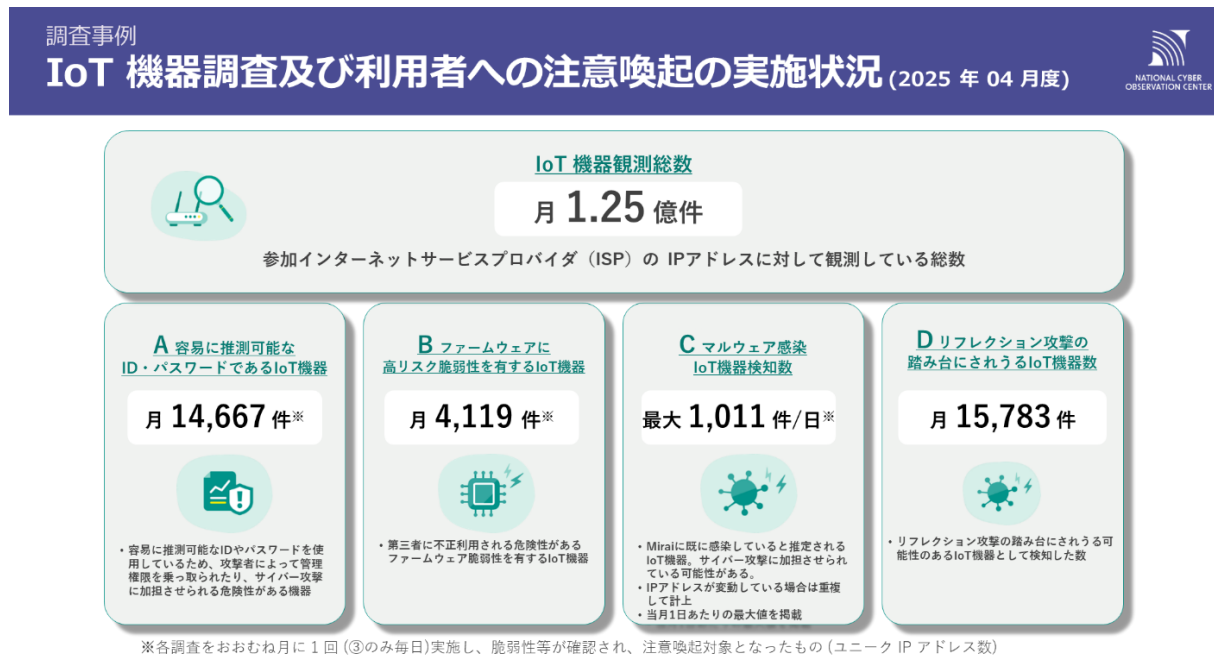 調査事例
IoT 機器調査及び利用者への注意喚起の実施状況 (2025 年 04 月度)
NATIONAL CYBER
OBSERVATION CENTER
IoT 機器観測総数
月 1.25 億件
参加インターネットサービスプロバイダ（ISP）の IPアドレスに対して観測している総数
A 容易に推測可能な
ID・パスワードであるIoT機器
月 14,667 件※
・容易に推測可能なIDやパスワードを使
用しているため、攻撃者によって管理
権限を乗っ取られたり、サイバー攻撃
に加担させられる危険性がある機器
B ファームウェアに
高リスク脆弱性を有するIoT機器
月 4,119 件※
・第三者に不正利用される危険性がある
ファームウェア脆弱性を有するIoT機器
C マルウェア感染
IoT機器検知数
最大 1,011 件/日※
・Miraiに既に感染していると推定される
IoT機器。サイバー攻撃に加担させられ
ている可能性がある。
・IPアドレスが変動している場合は重複
して計上
・当月1日あたりの最大値を掲載
D リフレクション攻撃の
踏み台にされうるIoT機器数
月 15,783 件
・リフレクション攻撃の踏み台にされうる可
能性のあるIoT機器として検知した数
※各調査をおおむね月に 1 回 (③のみ毎日)実施し、脆弱性等が確認され、注意喚起対象となったもの (ユニーク IP アドレス数)